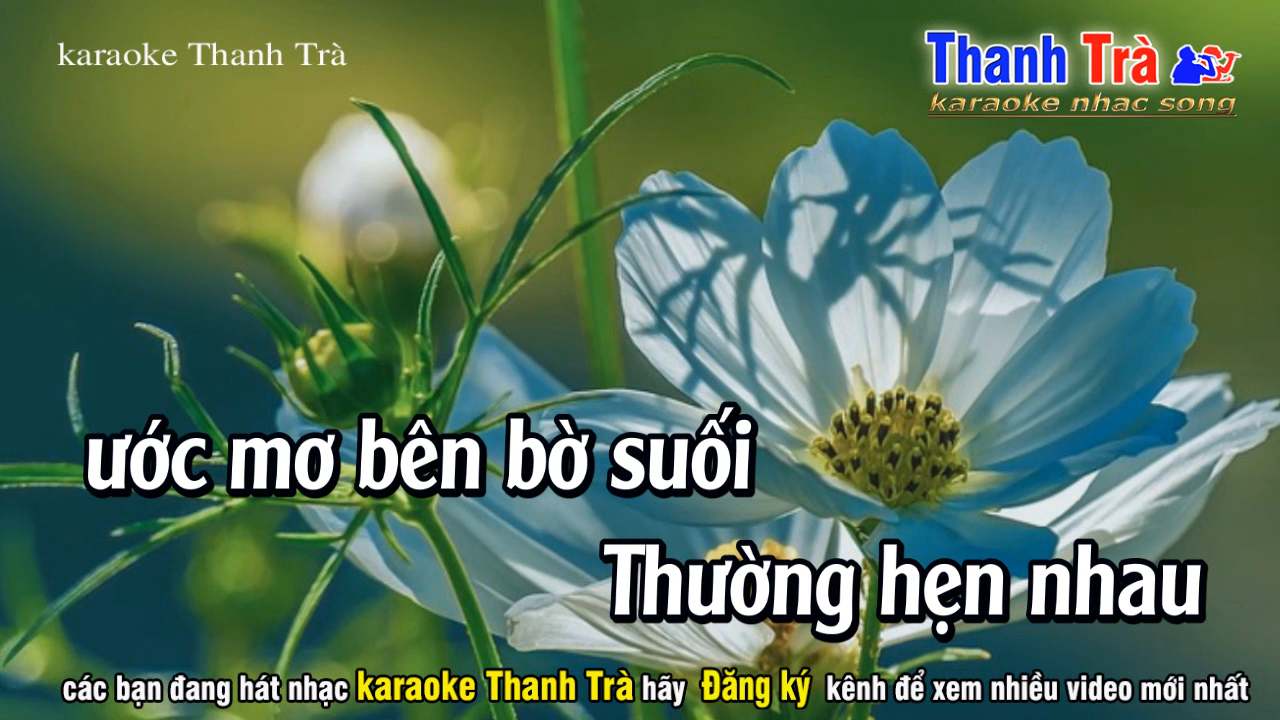 karaoke Thanh Trà
Thanh Trà
karaoke nhac song
ước mơ bên bờ suối
Thường hẹn nhau
các bạn đang hát nhạc karaoke Thanh Trà hãy Đăng ký kênh để xem nhiều video mới nhất